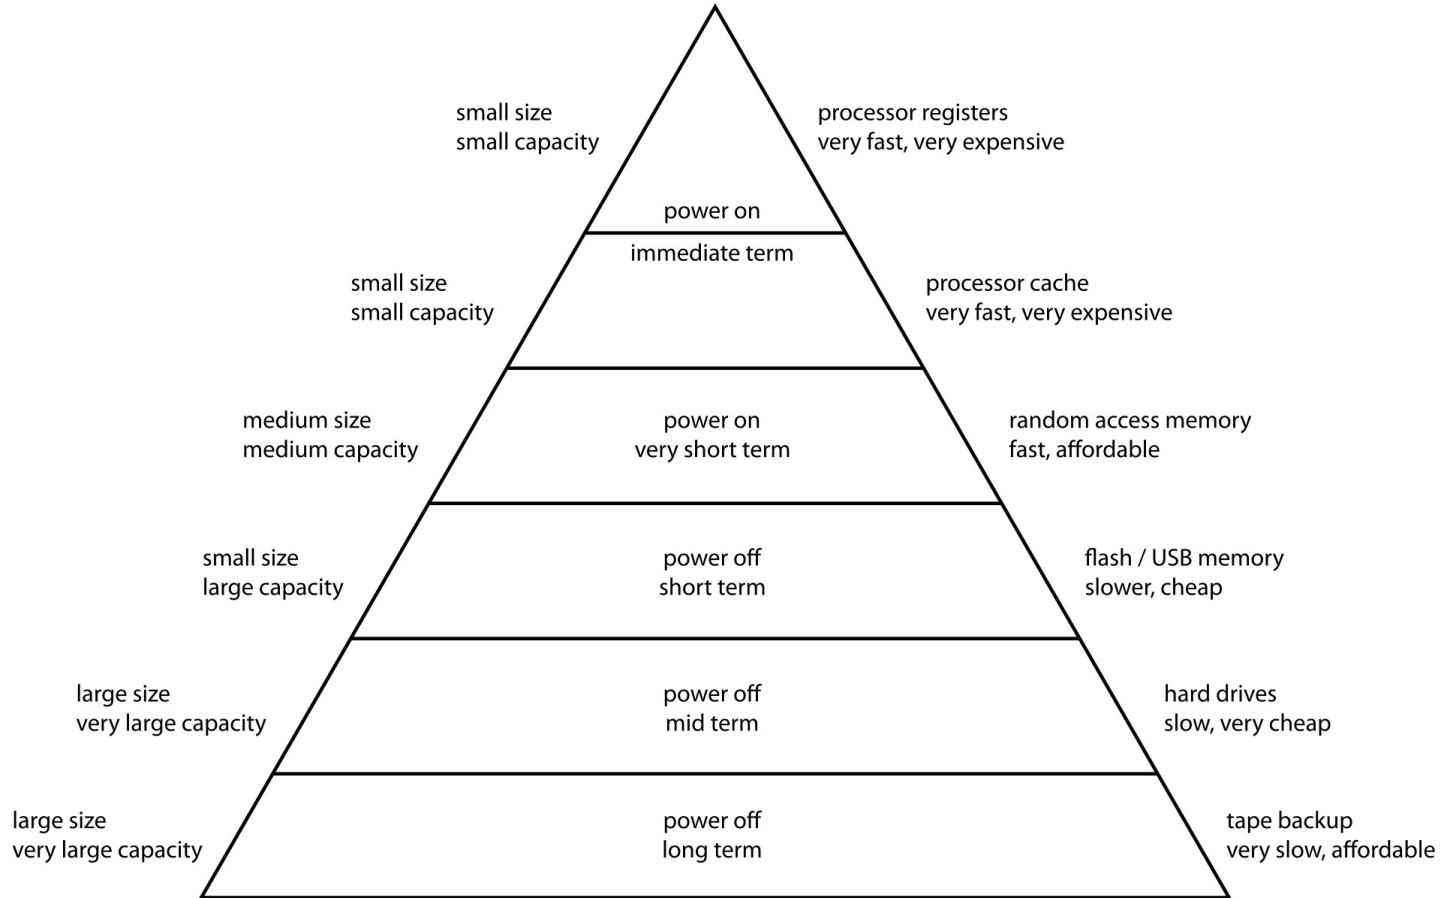 small size
small capacity
processor registers
very fast, very expensive
power on
immediate term
small size
small capacity
processor cache
very fast, very expensive
medium size
medium capacity
power on
very short term
random access memory
fast, affordable
small size
large capacity
power off
short term
flash / USB memory
slower, cheap
large size
very large capacity
power off
mid term
hard drives
slow, very cheap
large size
very large capacity
power off
long term
tape backup
very slow, affordable